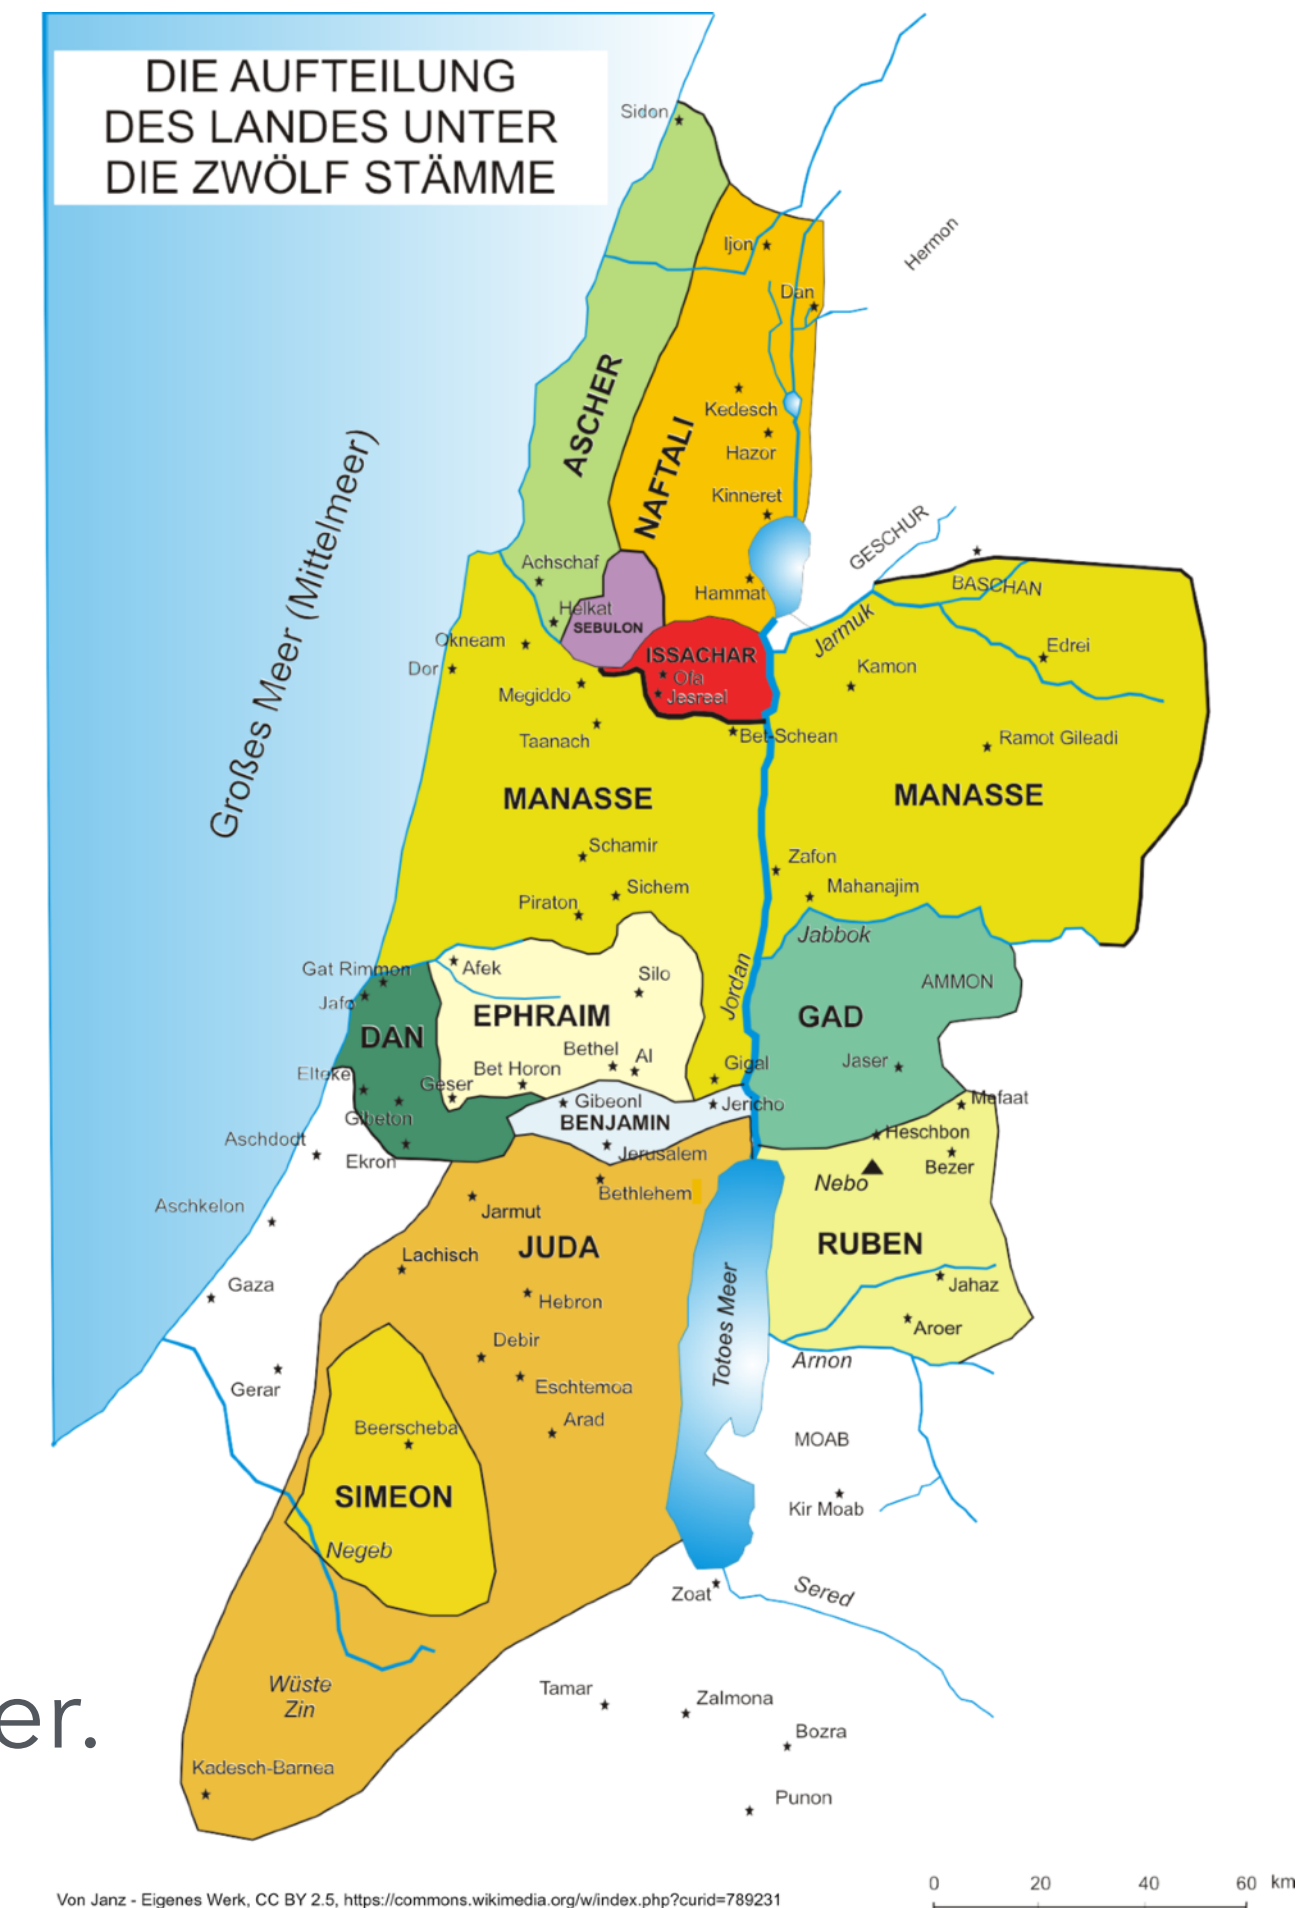 DIE AUFTEILUNG
DES LANDES UNTER
DIE ZWÖLF STÄMME
Sidon
Ijon
Hermon
Dan
ASCHER
NAFTALI
Kedesch
Hazor
Kinneret
Großes Meer (Mittelmeer)
GESCHUR
Achschaf
Hammat
BASCHAN
Helkat
SEBULON
Jarmuk
Okneam
ISSACHAR
Edrei
Dor
Ofa
Kamon
Megiddo
Jesreel
Taanach
Bet-Schean
Ramot Gileadi
MANASSE
MANASSE
Schamir
Zafon
Sichem
Mahanajim
Piraton
Jabbok
Gat Rimmon
Afek
Silo
Jordan
AMMON
Jafo
EPHRAIM
GAD
DAN
Bethel
AI
Gigal
Jaser
Elteke
Geser
Bet Horon
Gibeonl
Jericho
Mefaat
Gibeton
BENJAMIN
Heschbon
Aschdodt
Ekron
Jerusalem
Bezer
Nebo
Bethlehem
Aschkelon
Jarmut
JUDA
RUBEN
Lachisch
Gaza
Hebron
Totoes Meer
Jahaz
Debir
Aroer
Gerar
Eschtemoa
Arnon
Beerscheba
Arad
MOAB
SIMEON
Kir Moab
Negeb
Zoat
Sered
Wüste
Zin
Tamar
Zalmona
er.
Bozra
Kadesch-Barnea
Punon
0 20 40 60 km
Von Janz - Eigenes Werk, CC BY 2.5, https://commons.wikimedia.org/w/index.php?curid=789231